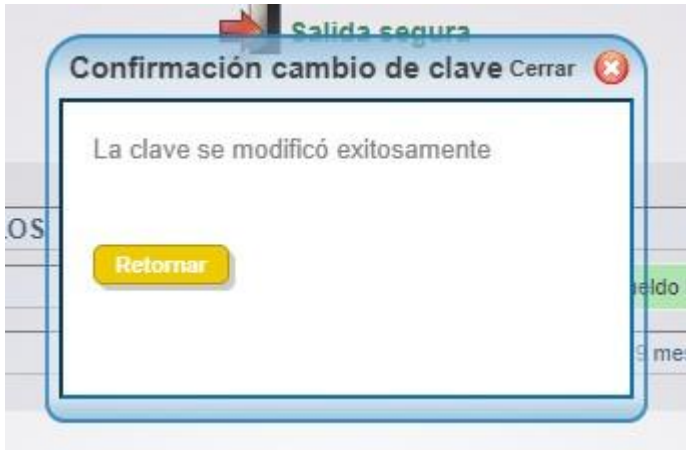 Salida segura
Confirmación cambio de clave Cerrar
La clave se modificó exitosamente
Retornar